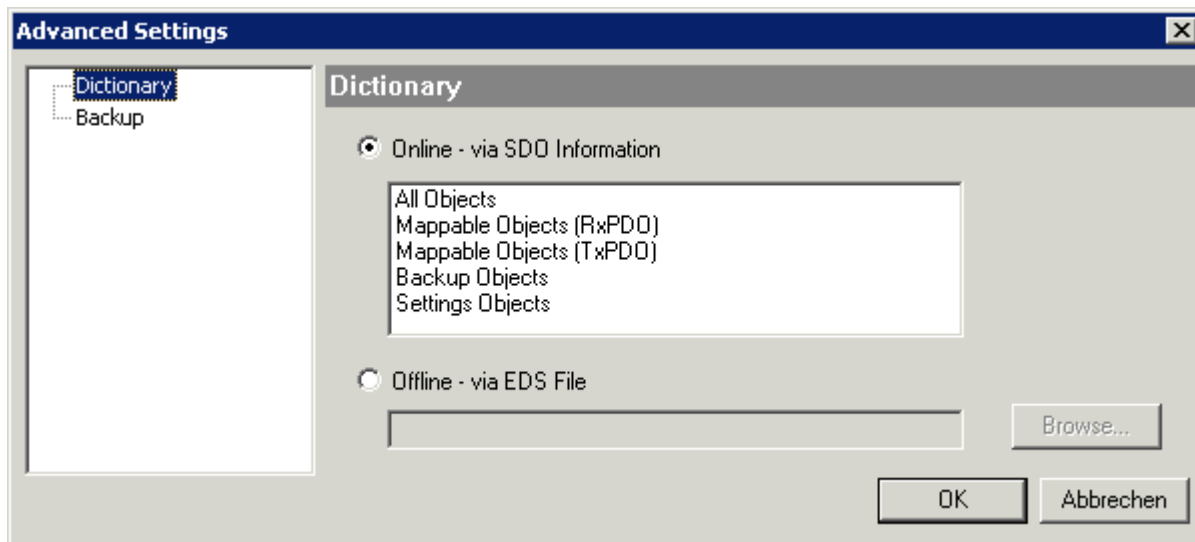 Advanced Settings
Dictionary
Backup
Dictionary
Online - via SDO Information
All Objects
Mappable Objects (RxPDO)
Mappable Objects (TxPDO)
Backup Objects
Settings Objects
Offline - via EDS File
Browse...
OK
Abbrechen